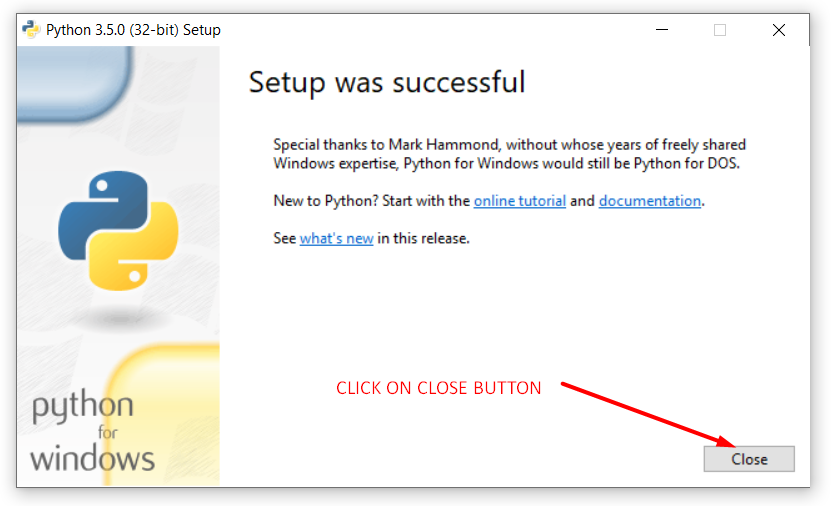 Python 3.5.0 (32-bit) Setup
Setup was successful
Special thanks to Mark Hammond, without whose years of freely shared
Windows expertise, Python for Windows would still be Python for DOS.
New to Python? Start with the online tutorial and documentation.
See what's new in this release.
CLICK ON CLOSE BUTTON
python
for
windows
Close